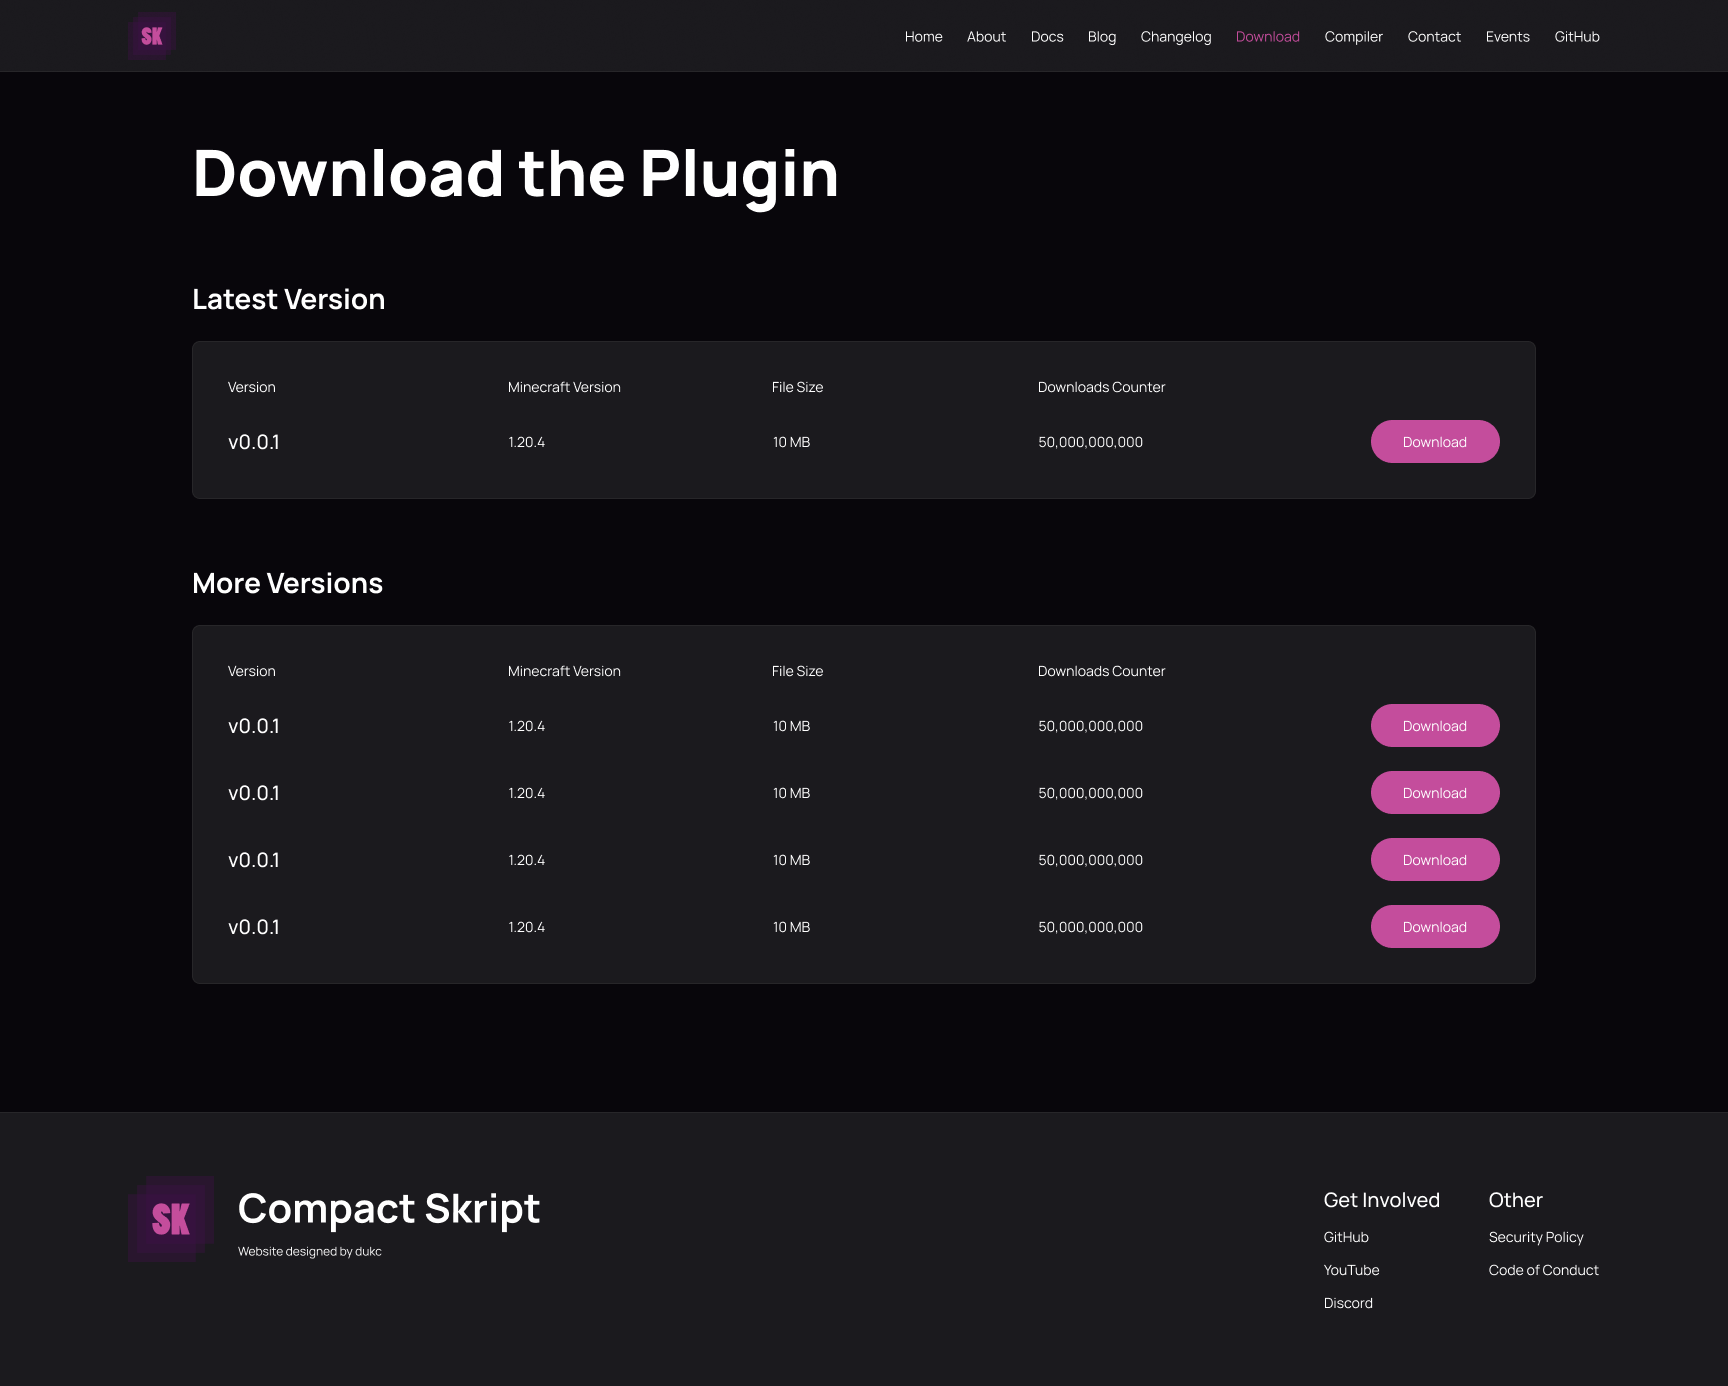 SK
Home About Docs Blog Changelog Download Compiler Contact Events GitHub
Download the Plugin
Latest Version
Version Minecraft Version File Size Downloads Counter
v0.0.1 1.20.4 10 MB 50,000,000,000 Download
More Versions
Version Minecraft Version File Size Downloads Counter
v0.0.1 1.20.4 10 MB 50,000,000,000 Download
v0.0.1 1.20.4 10 MB 50,000,000,000 Download
v0.0.1 1.20.4 10 MB 50,000,000,000 Download
v0.0.1 1.20.4 10 MB 50,000,000,000 Download
SK
Compact Skript
Website designed by dukc
Get Involved
GitHub
YouTube
Discord
Other
Security Policy
Code of Conduct